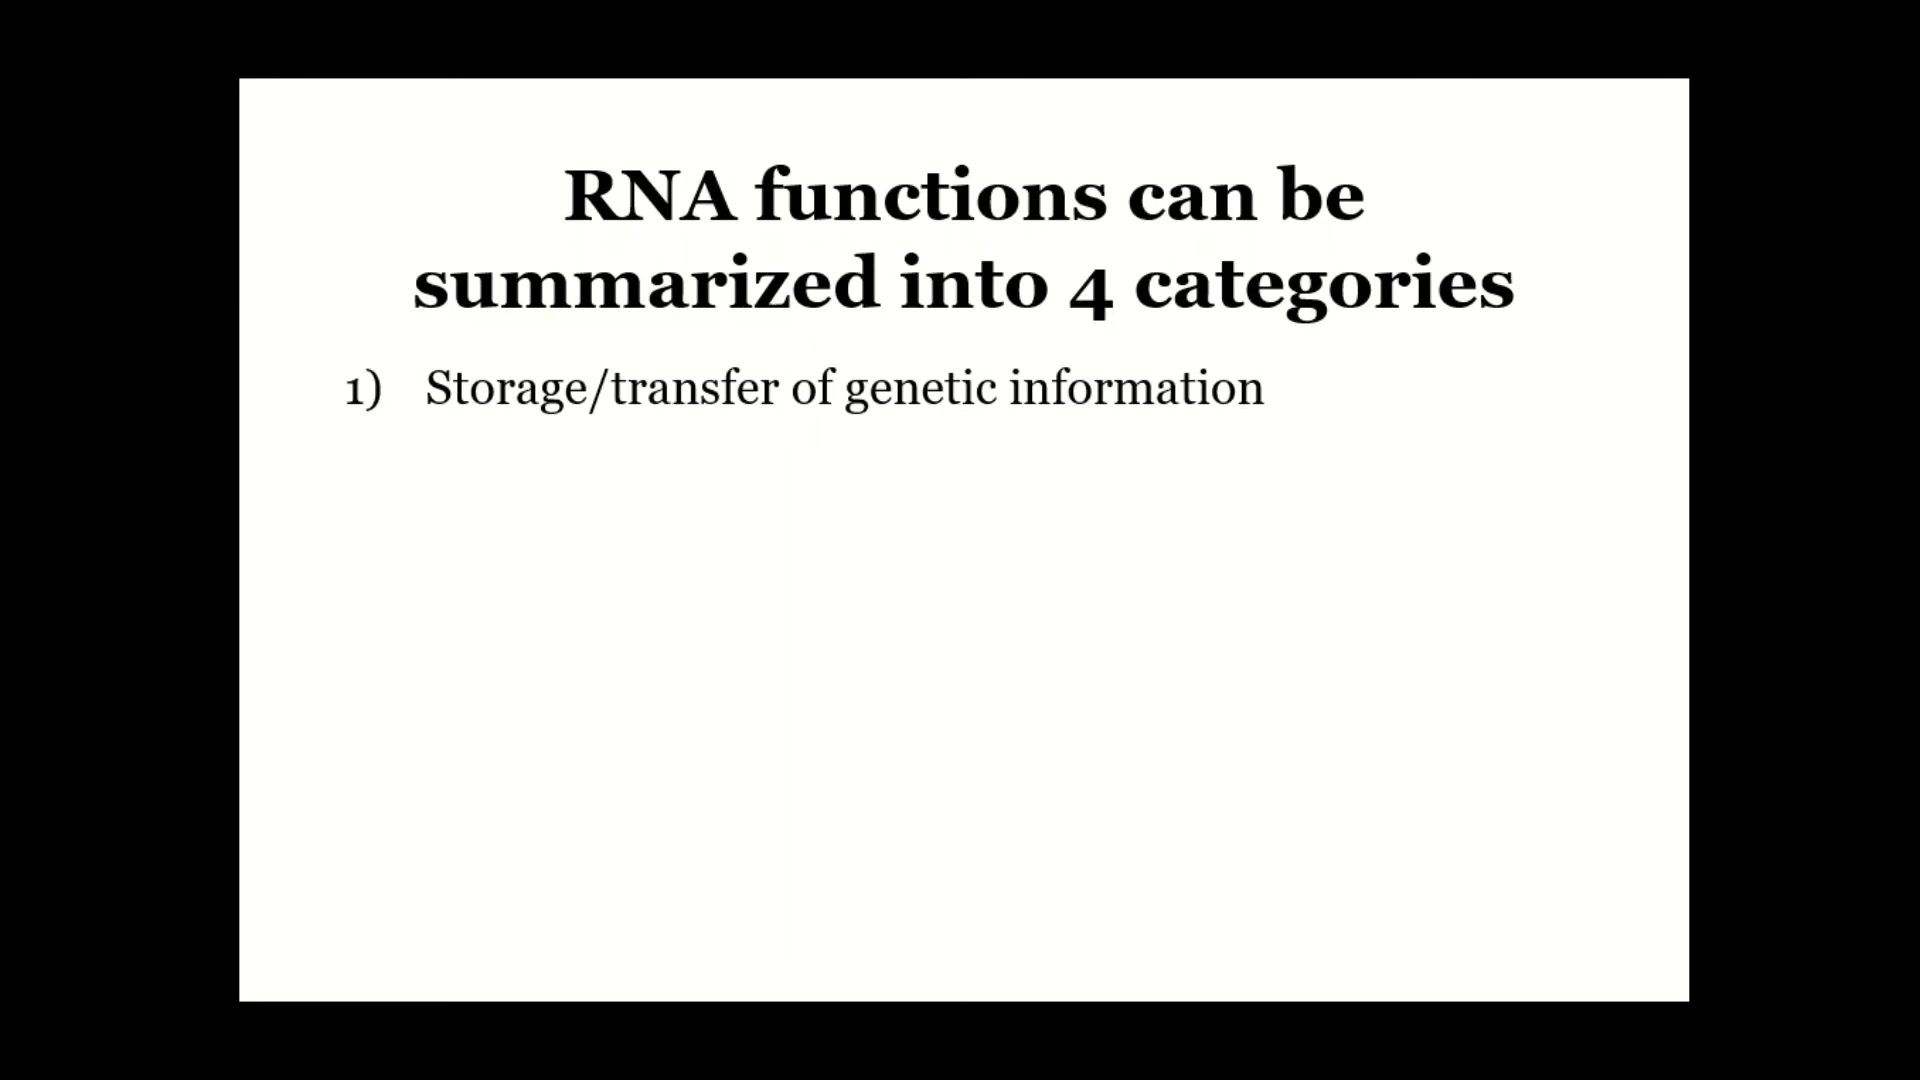 RNA functions can be
summarized into 4 categories
1) Storage/transfer of genetic information